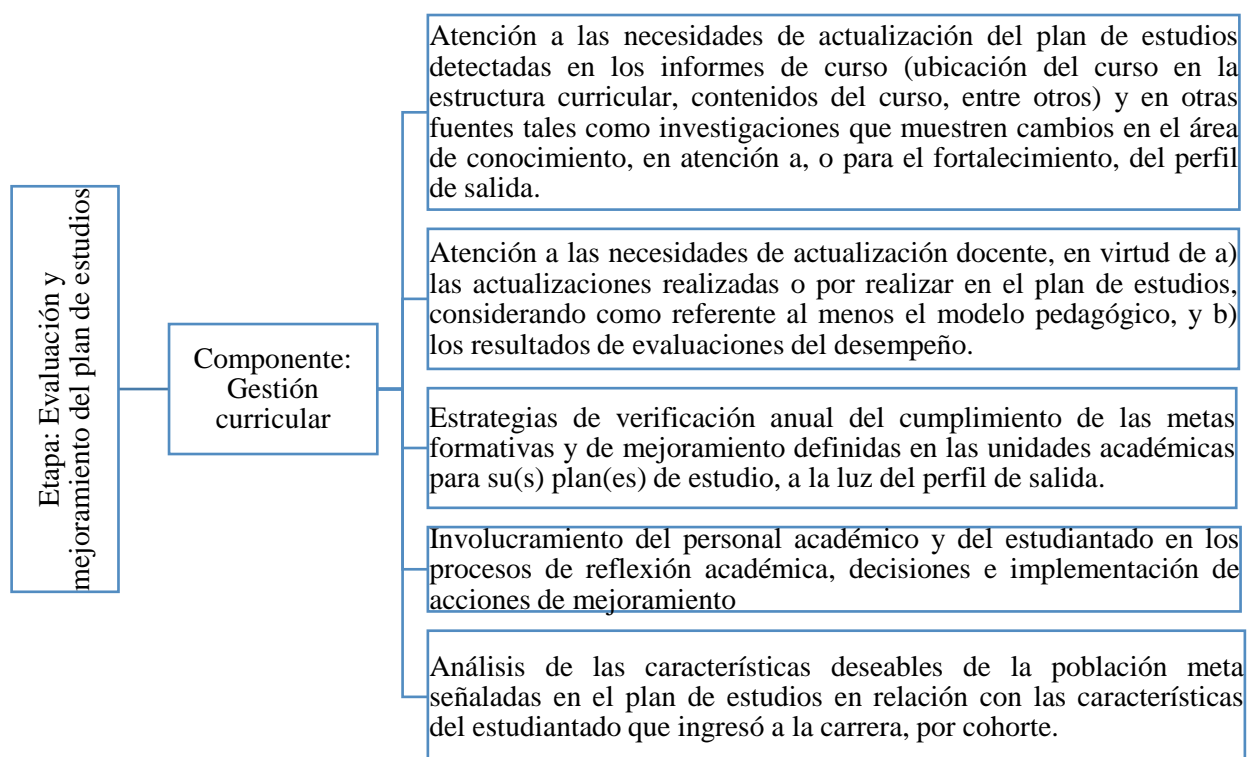 Etapa: Evaluación y
mejoramiento del plan de estudios
Componente:
Gestión
curricular
Atención a las necesidades de actualización del plan de estudios
detectadas en los informes de curso (ubicación del curso en la
estructura curricular, contenidos del curso, entre otros) y en otras
fuentes tales como investigaciones que muestren cambios en el área
de conocimiento, en atención a, o para el fortalecimiento, del perfil
de salida.
Atención a las necesidades de actualización docente, en virtud de a)
las actualizaciones realizadas o por realizar en el plan de estudios,
considerando como referente al menos el modelo pedagógico, y b)
los resultados de evaluaciones del desempeño.
Estrategias de verificación anual del cumplimiento de las metas
formativas y de mejoramiento definidas en las unidades académicas
para su(s) plan(es) de estudio, a la luz del perfil de salida.
Involucramiento del personal académico y del estudiantado en los
procesos de reflexión académica, decisiones e implementación de
acciones de mejoramiento
Análisis de las características deseables de la población meta
señaladas en el plan de estudios en relación con las características
del estudiantado que ingresó a la carrera, por cohorte.